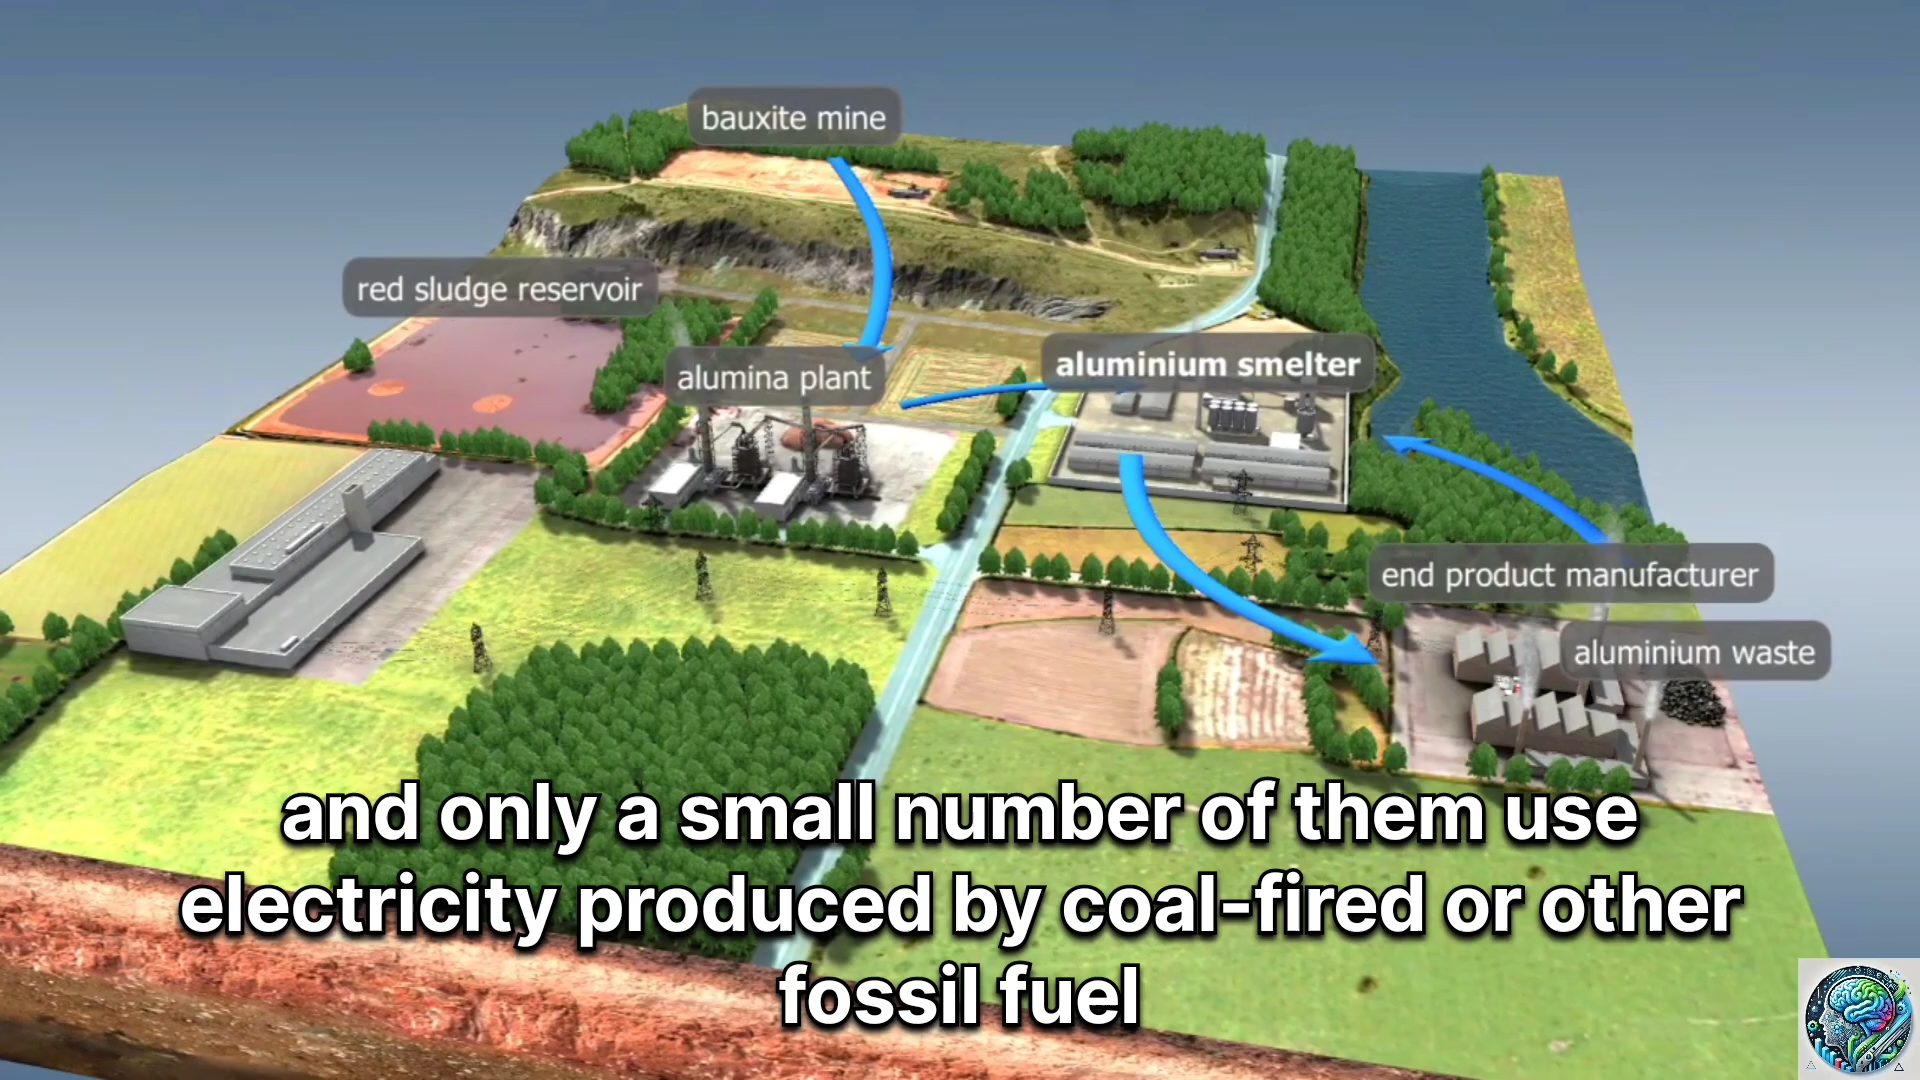 bauxite mine
red sludge reservoir
alumina plant
aluminium smelter
end product manufacturer
aluminium waste
and only a small number of them use
electricity produced by coal-fired or other
fossil fuel